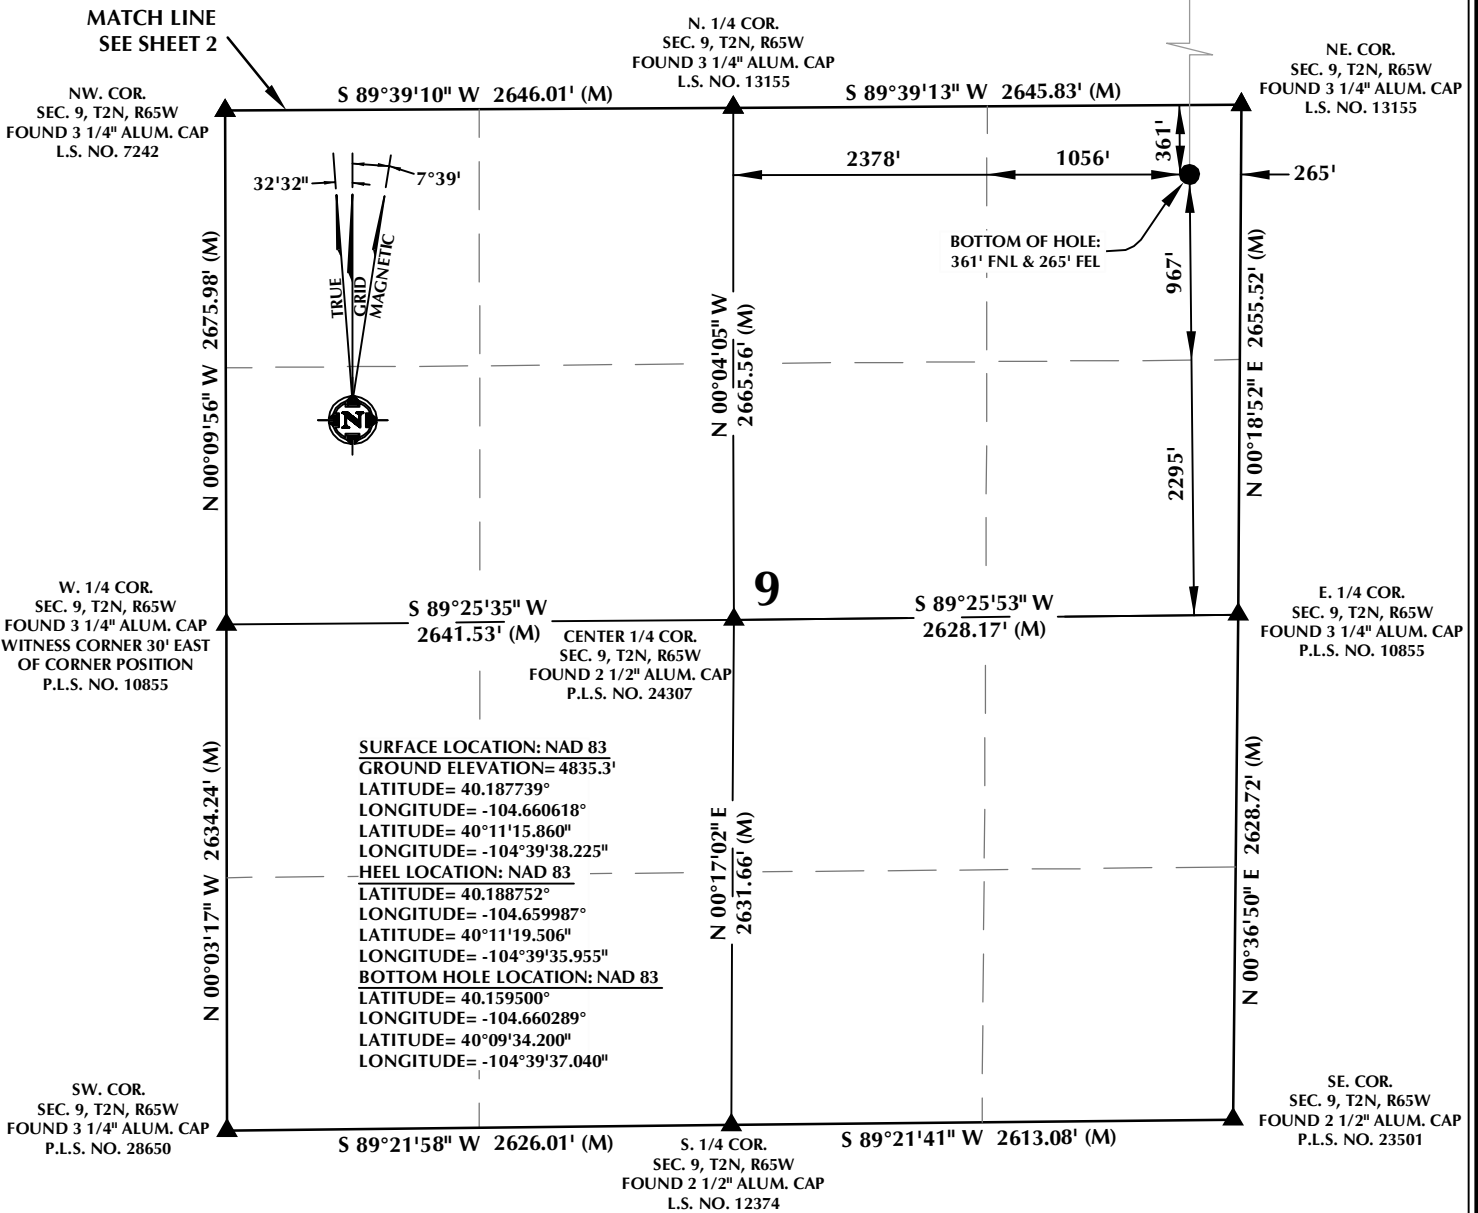 MATCH LINE
SEE SHEET 2
N. 1/4 COR.
SEC. 9, T2N, R65W
FOUND 3 1/4" ALUM. CAP
L.S. NO. 13155
NE. COR.
SEC. 9, T2N, R65W
FOUND 3 1/4" ALUM. CAP
L.S. NO. 13155
NW. COR.
SEC. 9, T2N, R65W
FOUND 3 1/4" ALUM. CAP
L.S. NO. 7242
S 89°39'10" W 2646.01' (M)
S 89°39'13" W 2645.83' (M)
361'
2378'
1056'
265'
32'32"
7°39'
TRUE
GRID
MAGNETIC
N
BOTTOM OF HOLE:
361' FNL & 265' FEL
967'
2295'
N 00°09'56" W 2675.98' (M)
N 00°04'05" W
2665.56' (M)
N 00°18'52" E 2655.52' (M)
9
W. 1/4 COR.
SEC. 9, T2N, R65W
FOUND 3 1/4" ALUM. CAP
WITNESS CORNER 30' EAST
OF CORNER POSITION
P.L.S. NO. 10855
S 89°25'35" W
2641.53' (M)
CENTER 1/4 COR.
SEC. 9, T2N, R65W
FOUND 2 1/2" ALUM. CAP
P.L.S. NO. 24307
S 89°25'53" W
2628.17' (M)
E. 1/4 COR.
SEC. 9, T2N, R65W
FOUND 3 1/4" ALUM. CAP
P.L.S. NO. 10855
SURFACE LOCATION: NAD 83
GROUND ELEVATION= 4835.3'
LATITUDE= 40.187739°
LONGITUDE= -104.660618°
LATITUDE= 40°11'15.860"
LONGITUDE= -104°39'38.225"
HEEL LOCATION: NAD 83
LATITUDE= 40.188752°
LONGITUDE= -104.659987°
LATITUDE= 40°11'19.506"
LONGITUDE= -104°39'35.955"
BOTTOM HOLE LOCATION: NAD 83
LATITUDE= 40.159500°
LONGITUDE= -104.660289°
LATITUDE= 40°09'34.200"
LONGITUDE= -104°39'37.040"
N 00°03'17" W 2634.24' (M)
N 00°17'02" E
2631.66' (M)
N 00°36'50" E 2628.72' (M)
SW. COR.
SEC. 9, T2N, R65W
FOUND 3 1/4" ALUM. CAP
P.L.S. NO. 28650
S 89°21'58" W 2626.01' (M)
S. 1/4 COR.
SEC. 9, T2N, R65W
FOUND 2 1/2" ALUM. CAP
L.S. NO. 12374
S 89°21'41" W 2613.08' (M)
SE. COR.
SEC. 9, T2N, R65W
FOUND 2 1/2" ALUM. CAP
P.L.S. NO. 23501